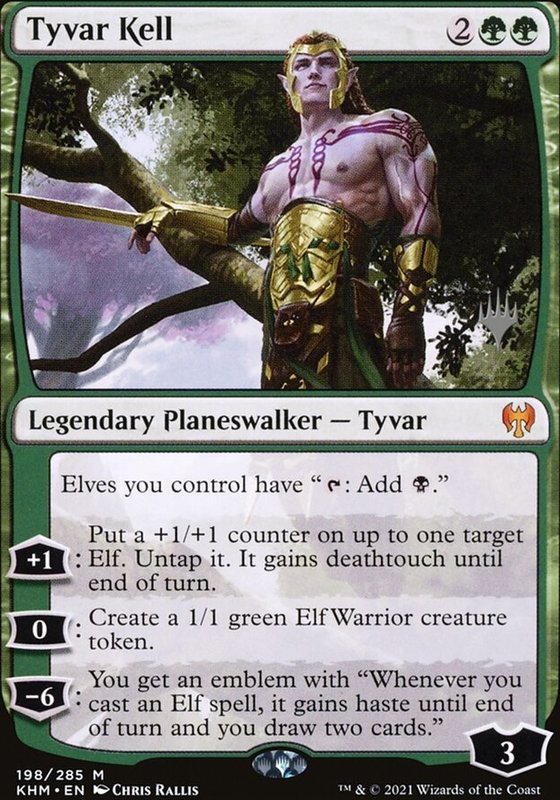 Tyvar Kell 2
Legendary Planeswalker — Tyvar
Elves you control have “ : Add .”
+1 : Put a +1/+1 counter on up to one target
Elf. Untap it. It gains deathtouch until
end of turn.
0 : Create a 1/1 green Elf Warrior creature
token.
−6 : You get an emblem with “Whenever you
cast an Elf spell, it gains haste until end
of turn and you draw two cards.”
3
198/285 M
KHM • EN Chris Rallis
™ & © 2021 Wizards of the Coast